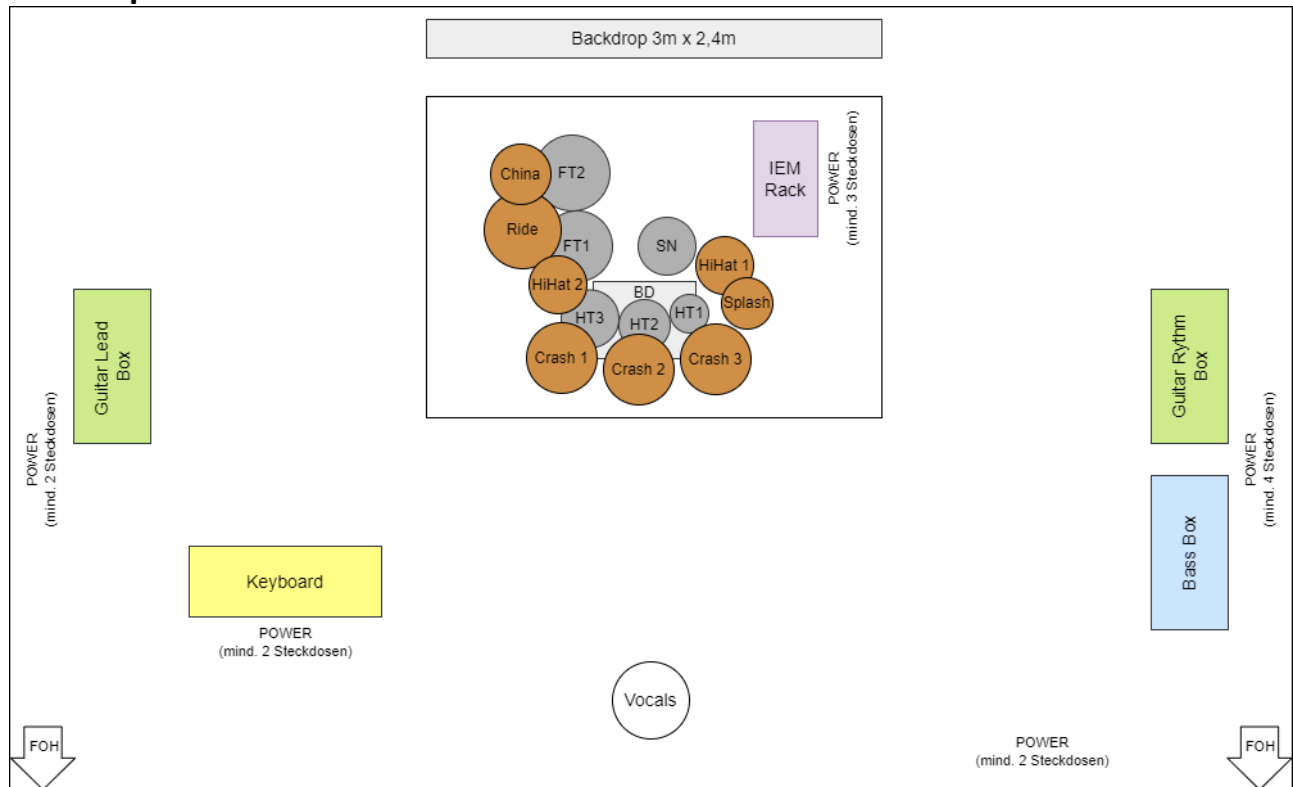 Backdrop 3m x 2,4m
China
FT2
IEM
Rack
POWER
(mind. 3 Steckdosen)
Ride
FT1
SN
HiHat 1
HiHat 2
BD
Splash
HT3
HT2
HT1
Crash 1
Crash 2
Crash 3
Guitar Lead
Box
POWER
(mind. 2 Steckdosen)
Guitar Rythm
Box
POWER
(mind. 4 Steckdosen)
Bass Box
Keyboard
POWER
(mind. 2 Steckdosen)
Vocals
POWER
(mind. 2 Steckdosen)
FOH
FOH